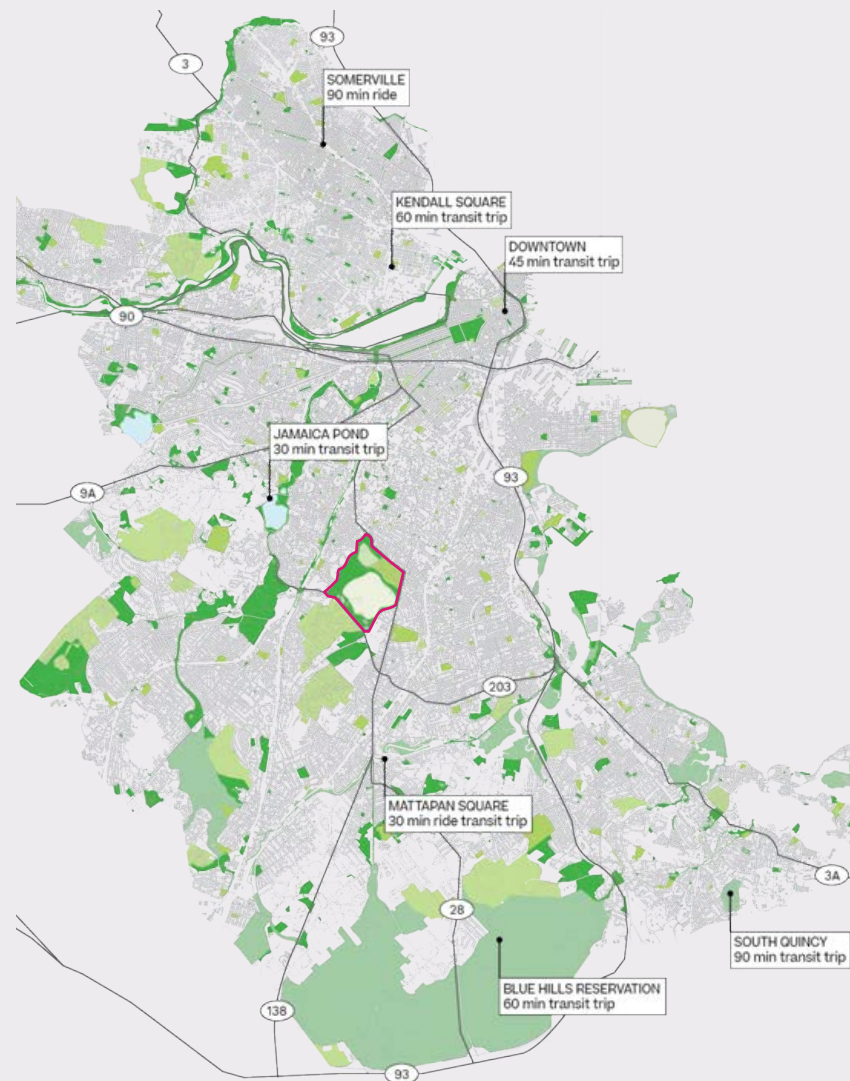 93
3
SOMERVILLE
90 min ride
KENDALL SQUARE
60 min transit trip
DOWNTOWN
45 min transit trip
90
JAMAICA POND
30 min transit trip
93
9A
203
MATTAPAN SQUARE
30 min ride transit trip
3A
28
SOUTH QUINCY
90 min transit trip
BLUE HILLS RESERVATION
60 min transit trip
138
93